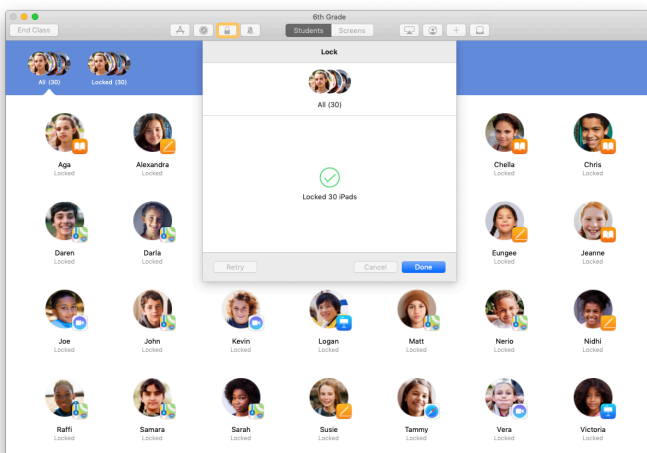 6th Grade
End Class
Students
Screens
All (30)
Locked (30)
Lock
All (30)
Locked 30 iPads
Retry
Cancel
Done
Aga
Locked
Alexandra
Locked
Chella
Locked
Chris
Locked
Daren
Locked
Darla
Locked
Eungee
Locked
Jeanne
Locked
Joe
Locked
John
Locked
Kevin
Locked
Logan
Locked
Matt
Locked
Nerio
Locked
Nidhi
Locked
Raffi
Locked
Samara
Locked
Sarah
Locked
Susie
Locked
Tammy
Locked
Vera
Locked
Victoria
Locked